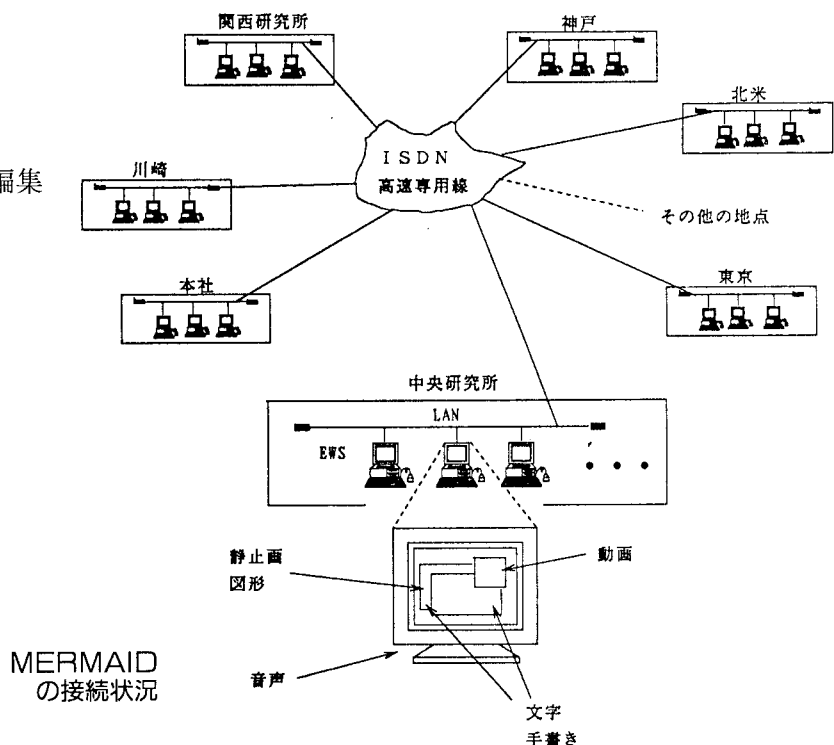 関西研究所
神戸
北米
ISDN
高速専用線
川崎
編集
その他の地点
本社
東京
中央研究所
LAN
EWS
静止画
図形
動画
音声
文字
手書き
MERMAID
の接続状況